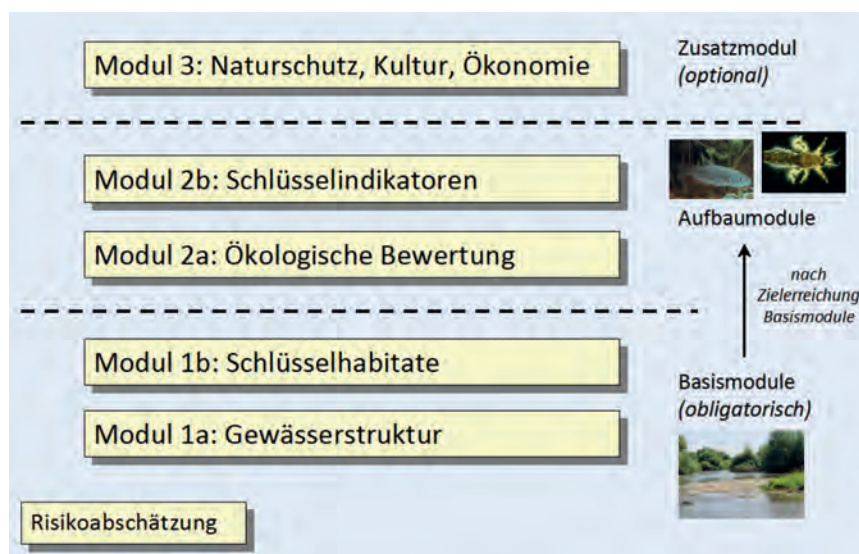 Modul 3: Naturschutz, Kultur, Ökonomie
Zusatzmodul
(optional)
Modul 2b: Schlüsselindikatoren
Modul 2a: Ökologische Bewertung
Aufbaumodule
nach
Zielerreichung
Basismodule
Modul 1b: Schlüsselhabitate
Modul 1a: Gewässerstruktur
Basismodule
(obligatorisch)
Risikoabschätzung